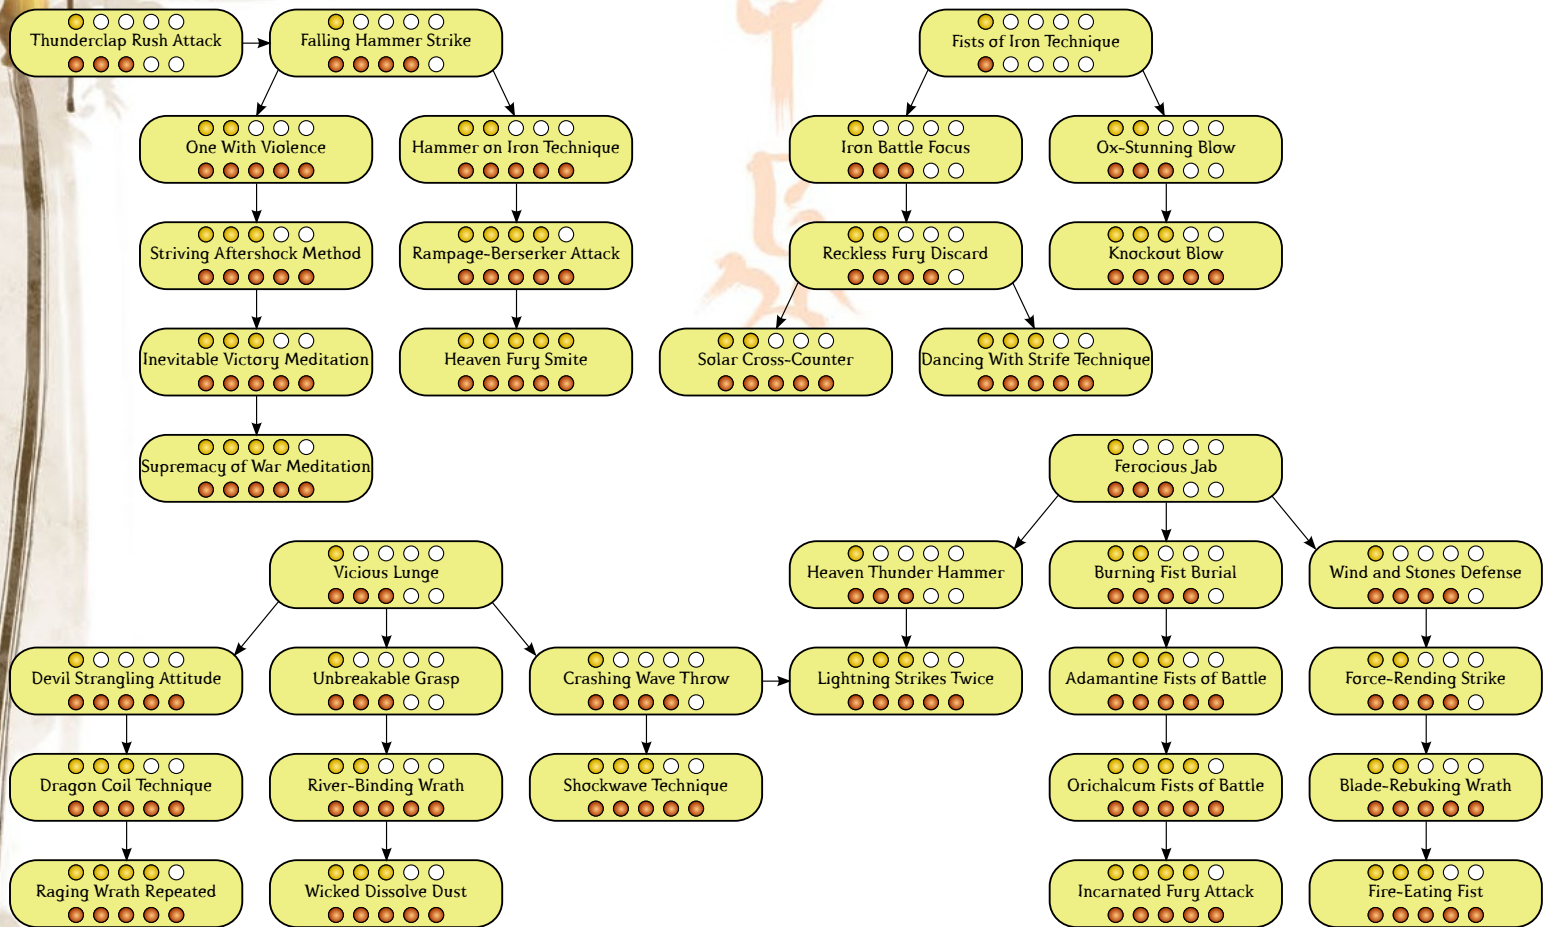 Thunderclap Rush Attack
Falling Hammer Strike
Fists of Iron Technique
One With Violence
Hammer on Iron Technique
Iron Battle Focus
Ox-Stunning Blow
Striving Aftershock Method
Rampage-Berserker Attack
Reckless Fury Discard
Knockout Blow
Inevitable Victory Meditation
Heaven Fury Smite
Solar Cross-Counter
Dancing With Strife Technique
Supremacy of War Meditation
Ferocious Jab
Vicious Lunge
Heaven Thunder Hammer
Burning Fist Burial
Wind and Stones Defense
Devil Strangling Attitude
Unbreakable Grasp
Crashing Wave Throw
Lightning Strikes Twice
Adamantine Fists of Battle
Force-Rending Strike
Dragon Coil Technique
River-Binding Wrath
Shockwave Technique
Orichalcum Fists of Battle
Blade-Rebuking Wrath
Raging Wrath Repeated
Wicked Dissolve Dust
Incarnated Fury Attack
Fire-Eating Fist